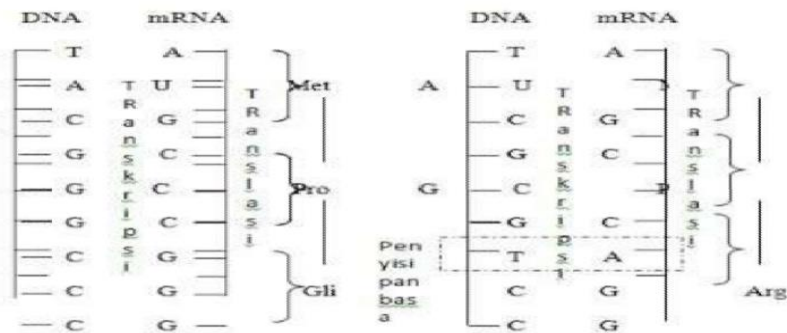 DNA mRNA
T A
A U Met
C G
G C
G C Pro
G C
C G
C G Gli
C G
TRanskripsi
TRanslasi
DNA mRNA
T A
A U
C G
G C
G C P
G C
T A
C G Arg
C G
TRanskripsi
TRanslasi
Pen
yisi
pan
bas
a